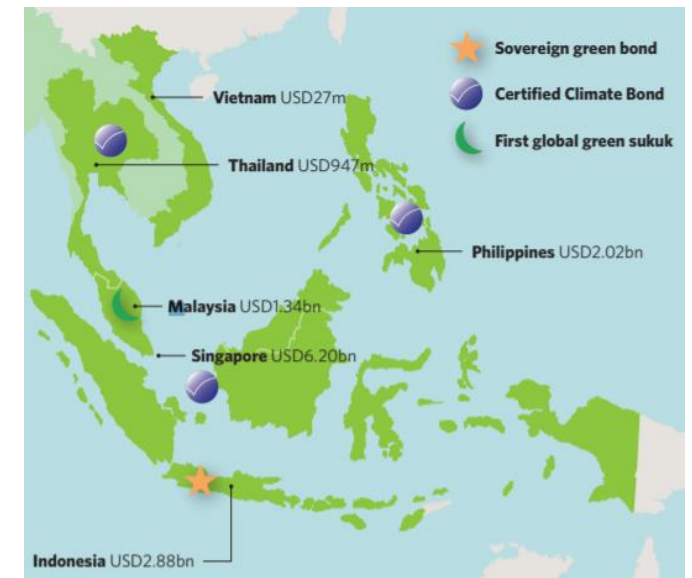 Sovereign green bond
Certified Climate Bond
First global green sukuk
Vietnam USD27m
Thailand USD947m
Philippines USD2.02bn
Malaysia USD1.34bn
Singapore USD6.20bn
Indonesia USD2.88bn